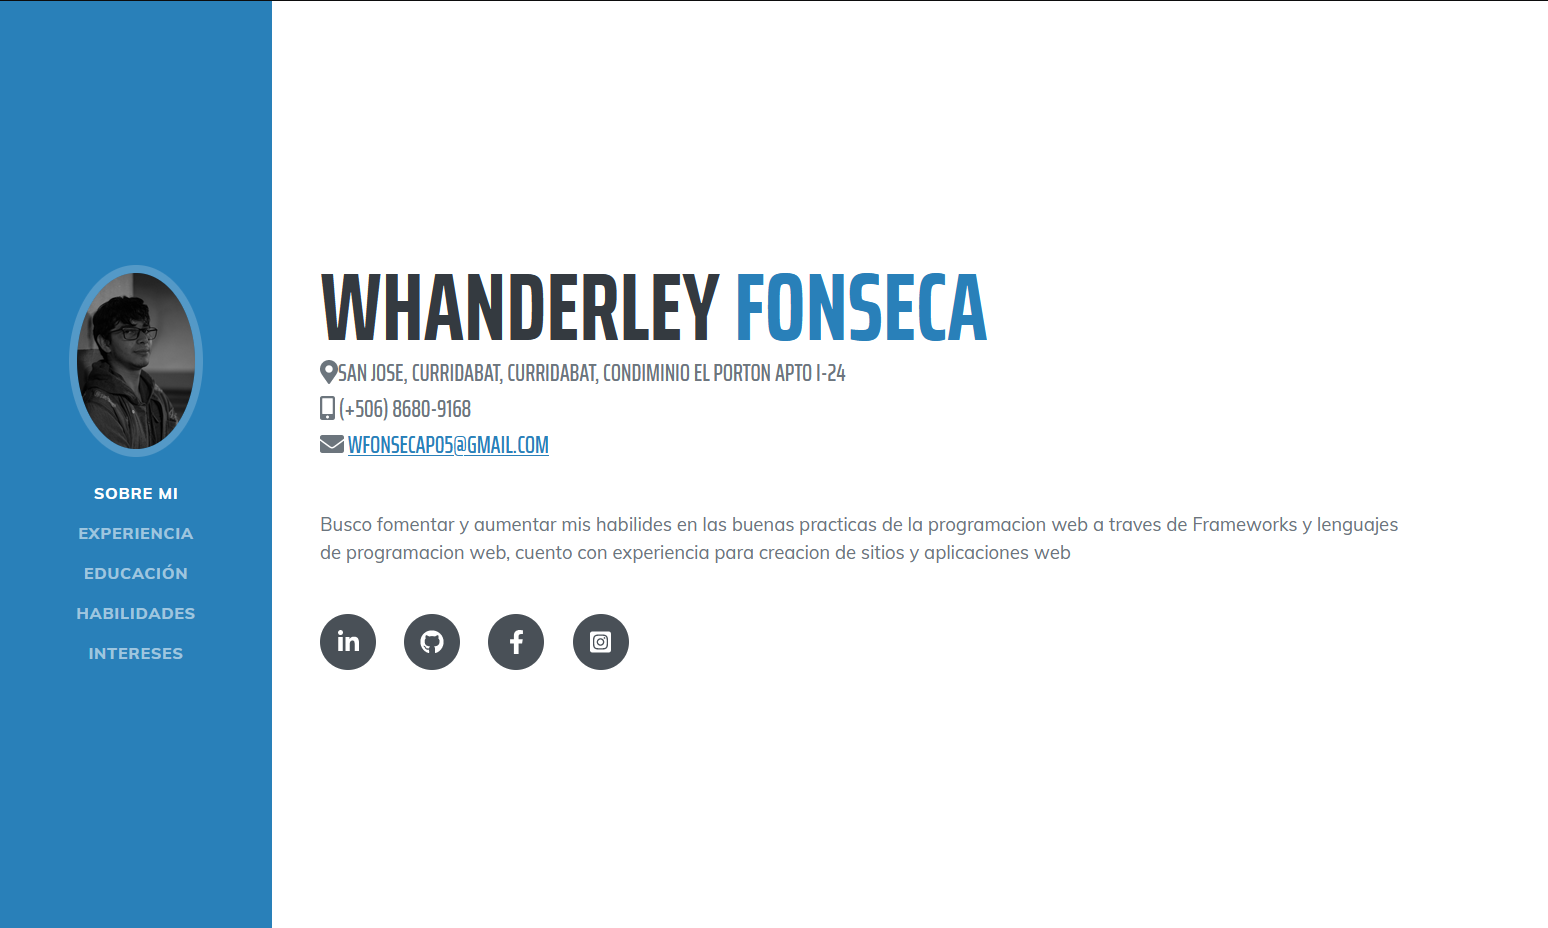 SOBRE MI
EXPERIENCIA
EDUCACIÓN
HABILIDADES
INTERESES
WHANDERLEY FONSECA
SAN JOSE, CURRIDABAT, CURRIDABAT, CONDIMINIO EL PORTON APTO I-24
(+506) 8680-9168
WFONSECAP05@GMAIL.COM
Busco fomentar y aumentar mis habilides en las buenas practicas de la programacion web a traves de Frameworks y lenguajes
de programacion web, cuento con experiencia para creacion de sitios y aplicaciones web
in
f